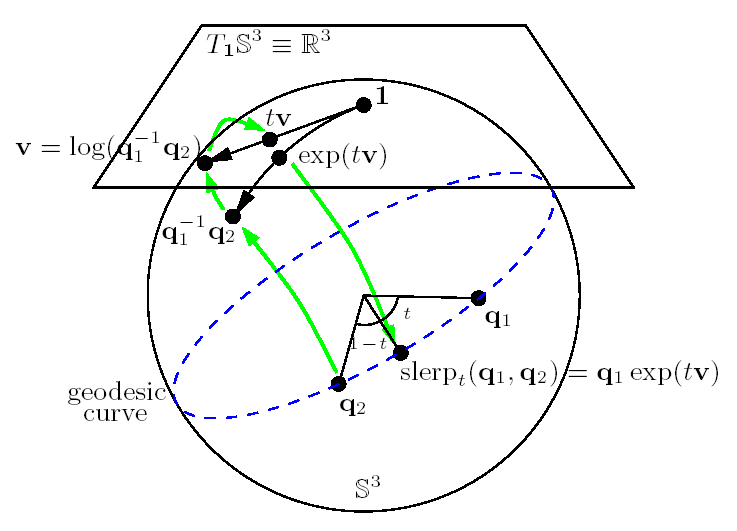 T₁𝕊³ ≡ ℝ³
𝟏
t𝐯
𝐯 = log(𝐪₁⁻¹𝐪₂)
exp(t𝐯)
𝐪₁⁻¹𝐪₂
t
𝐪₁
1−t
slerpₜ(𝐪₁, 𝐪₂) = 𝐪₁ exp(t𝐯)
geodesic
curve
𝐪₂
𝕊³